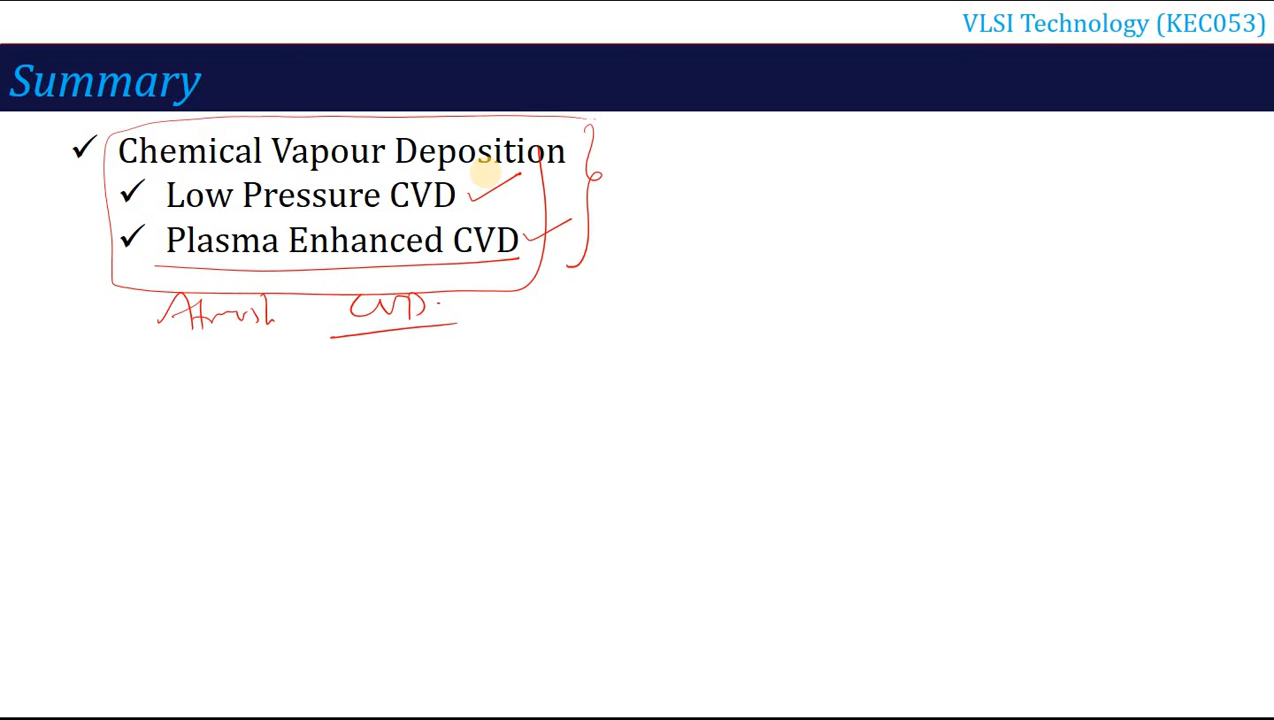 VLSI Technology (KEC053)
Summary
✓ Chemical Vapour Deposition
✓ Low Pressure CVD
✓ Plasma Enhanced CVD
CVD.